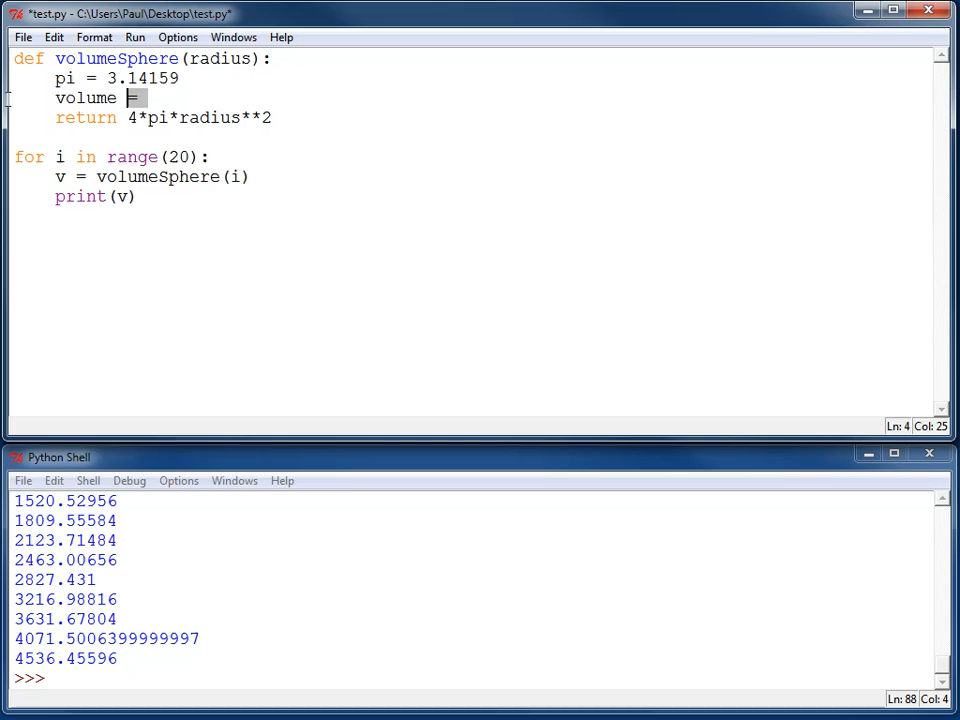 *test.py - C:\Users\Paul\Desktop\test.py*
File Edit Format Run Options Windows Help
def volumeSphere(radius):
    pi = 3.14159
    volume =
    return 4*pi*radius**2
for i in range(20):
    v = volumeSphere(i)
    print(v)
Ln: 4 Col: 25
Python Shell
File Edit Shell Debug Options Windows Help
1520.52956
1809.55584
2123.71484
2463.00656
2827.431
3216.98816
3631.67804
4071.5006399999997
4536.45596
>>>
Ln: 88 Col: 4